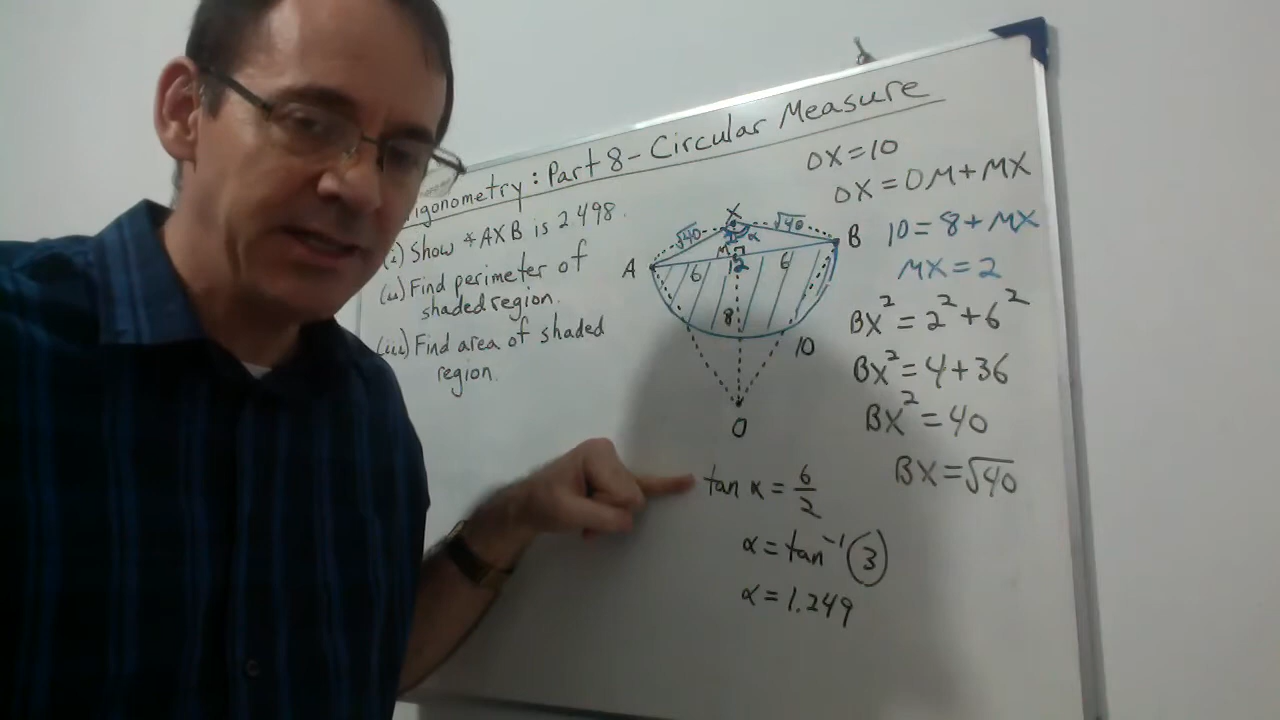 Trigonometry: Part 8 - Circular Measure
(i) Show ∡AXB is 2 498.
(ii) Find perimeter of
shaded region.
(iii) Find area of shaded
region.
X
√40
√40
α
M
A
B
6
12
6
8
10
O
OX = 10
OX = OM + MX
10 = 8 + MX
MX = 2
BX² = 2² + 6²
BX² = 4 + 36
BX² = 40
BX = √40
tan α = 6/2
α = tan⁻¹ (3)
α = 1.249